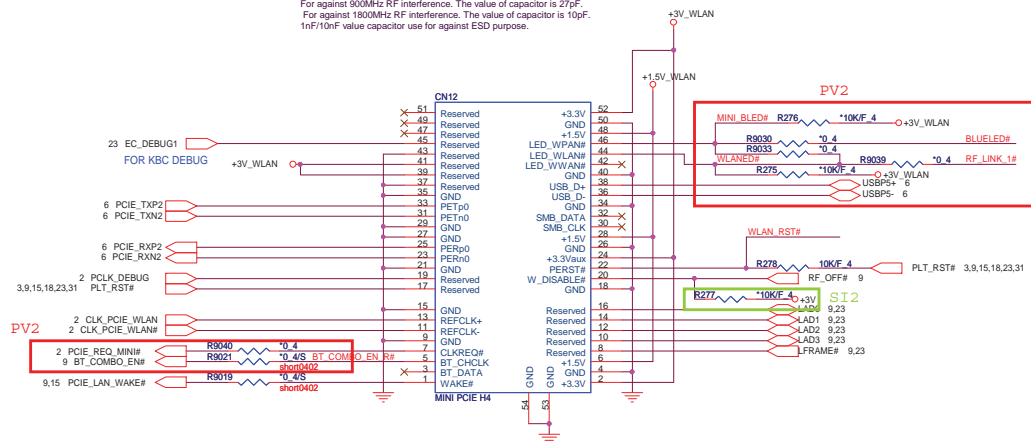 For against 900MHz RF interference. The value of capacitor is 27pF.
For against 1800MHz RF interference. The value of capacitor is 10pF.
1nF/10nF value capacitor use for against ESD purpose.
+3V_WLAN
+1.5V_WLAN
PV2
CN12
51 Reserved +3.3V 52
49 Reserved GND 50
47 Reserved +1.5V 48
23 EC_DEBUG1 45 Reserved LED_WPAN# 46
43 Reserved LED_WLAN# 44
41 Reserved LED_WWAN# 42
39 Reserved GND 40
37 Reserved USB_D+ 38
35 GND USB_D- 36
6 PCIE_TXP2 33 PETp0 GND 34
6 PCIE_TXN2 31 PETn0 SMB_DATA 32
29 GND SMB_CLK 30
27 GND +1.5V 28
6 PCIE_RXP2 25 PERp0 GND 26
6 PCIE_RXN2 23 PERn0 +3.3Vaux 24
21 GND PERST# 22
2 PCLK_DEBUG 19 Reserved W_DISABLE# 20
3,9,15,18,23,31 PLT_RST# 17 Reserved GND 18
15 GND Reserved 16
2 CLK_PCIE_WLAN 13 REFCLK+ Reserved 14
2 CLK_PCIE_WLAN# 11 REFCLK- Reserved 12
9 GND Reserved 10
7 CLKREQ# Reserved 8
5 BT_CHCLK +1.5V 6
3 BT_DATA GND 4
1 WAKE# +3.3V 2
GND GND
54 53
MINI PCIE H4
FOR KBC DEBUG
+3V_WLAN
MINI_BLED# R276 *10K/F_4 +3V_WLAN
R9030 *0_4 BLUELED#
R9033 *0_4
WLANED# R9039 *0_4 RF_LINK_1#
R275 *10K/F_4 +3V_WLAN
USBP5+ 6
USBP5- 6
WLAN_RST#
R278 10K/F_4 PLT_RST# 3,9,15,18,23,31
RF_OFF# 9
R277 *10K/F_4 +3V
SI2
LAD0 9,23
LAD1 9,23
LAD2 9,23
LAD3 9,23
LFRAME# 9,23
PV2
2 PCIE_REQ_MINI# R9040 *0_4
9 BT_COMBO_EN# R9021 *0_4/S BT_COMBO_EN_R#
short0402
9,15 PCIE_LAN_WAKE# R9019 *0_4/S
short0402